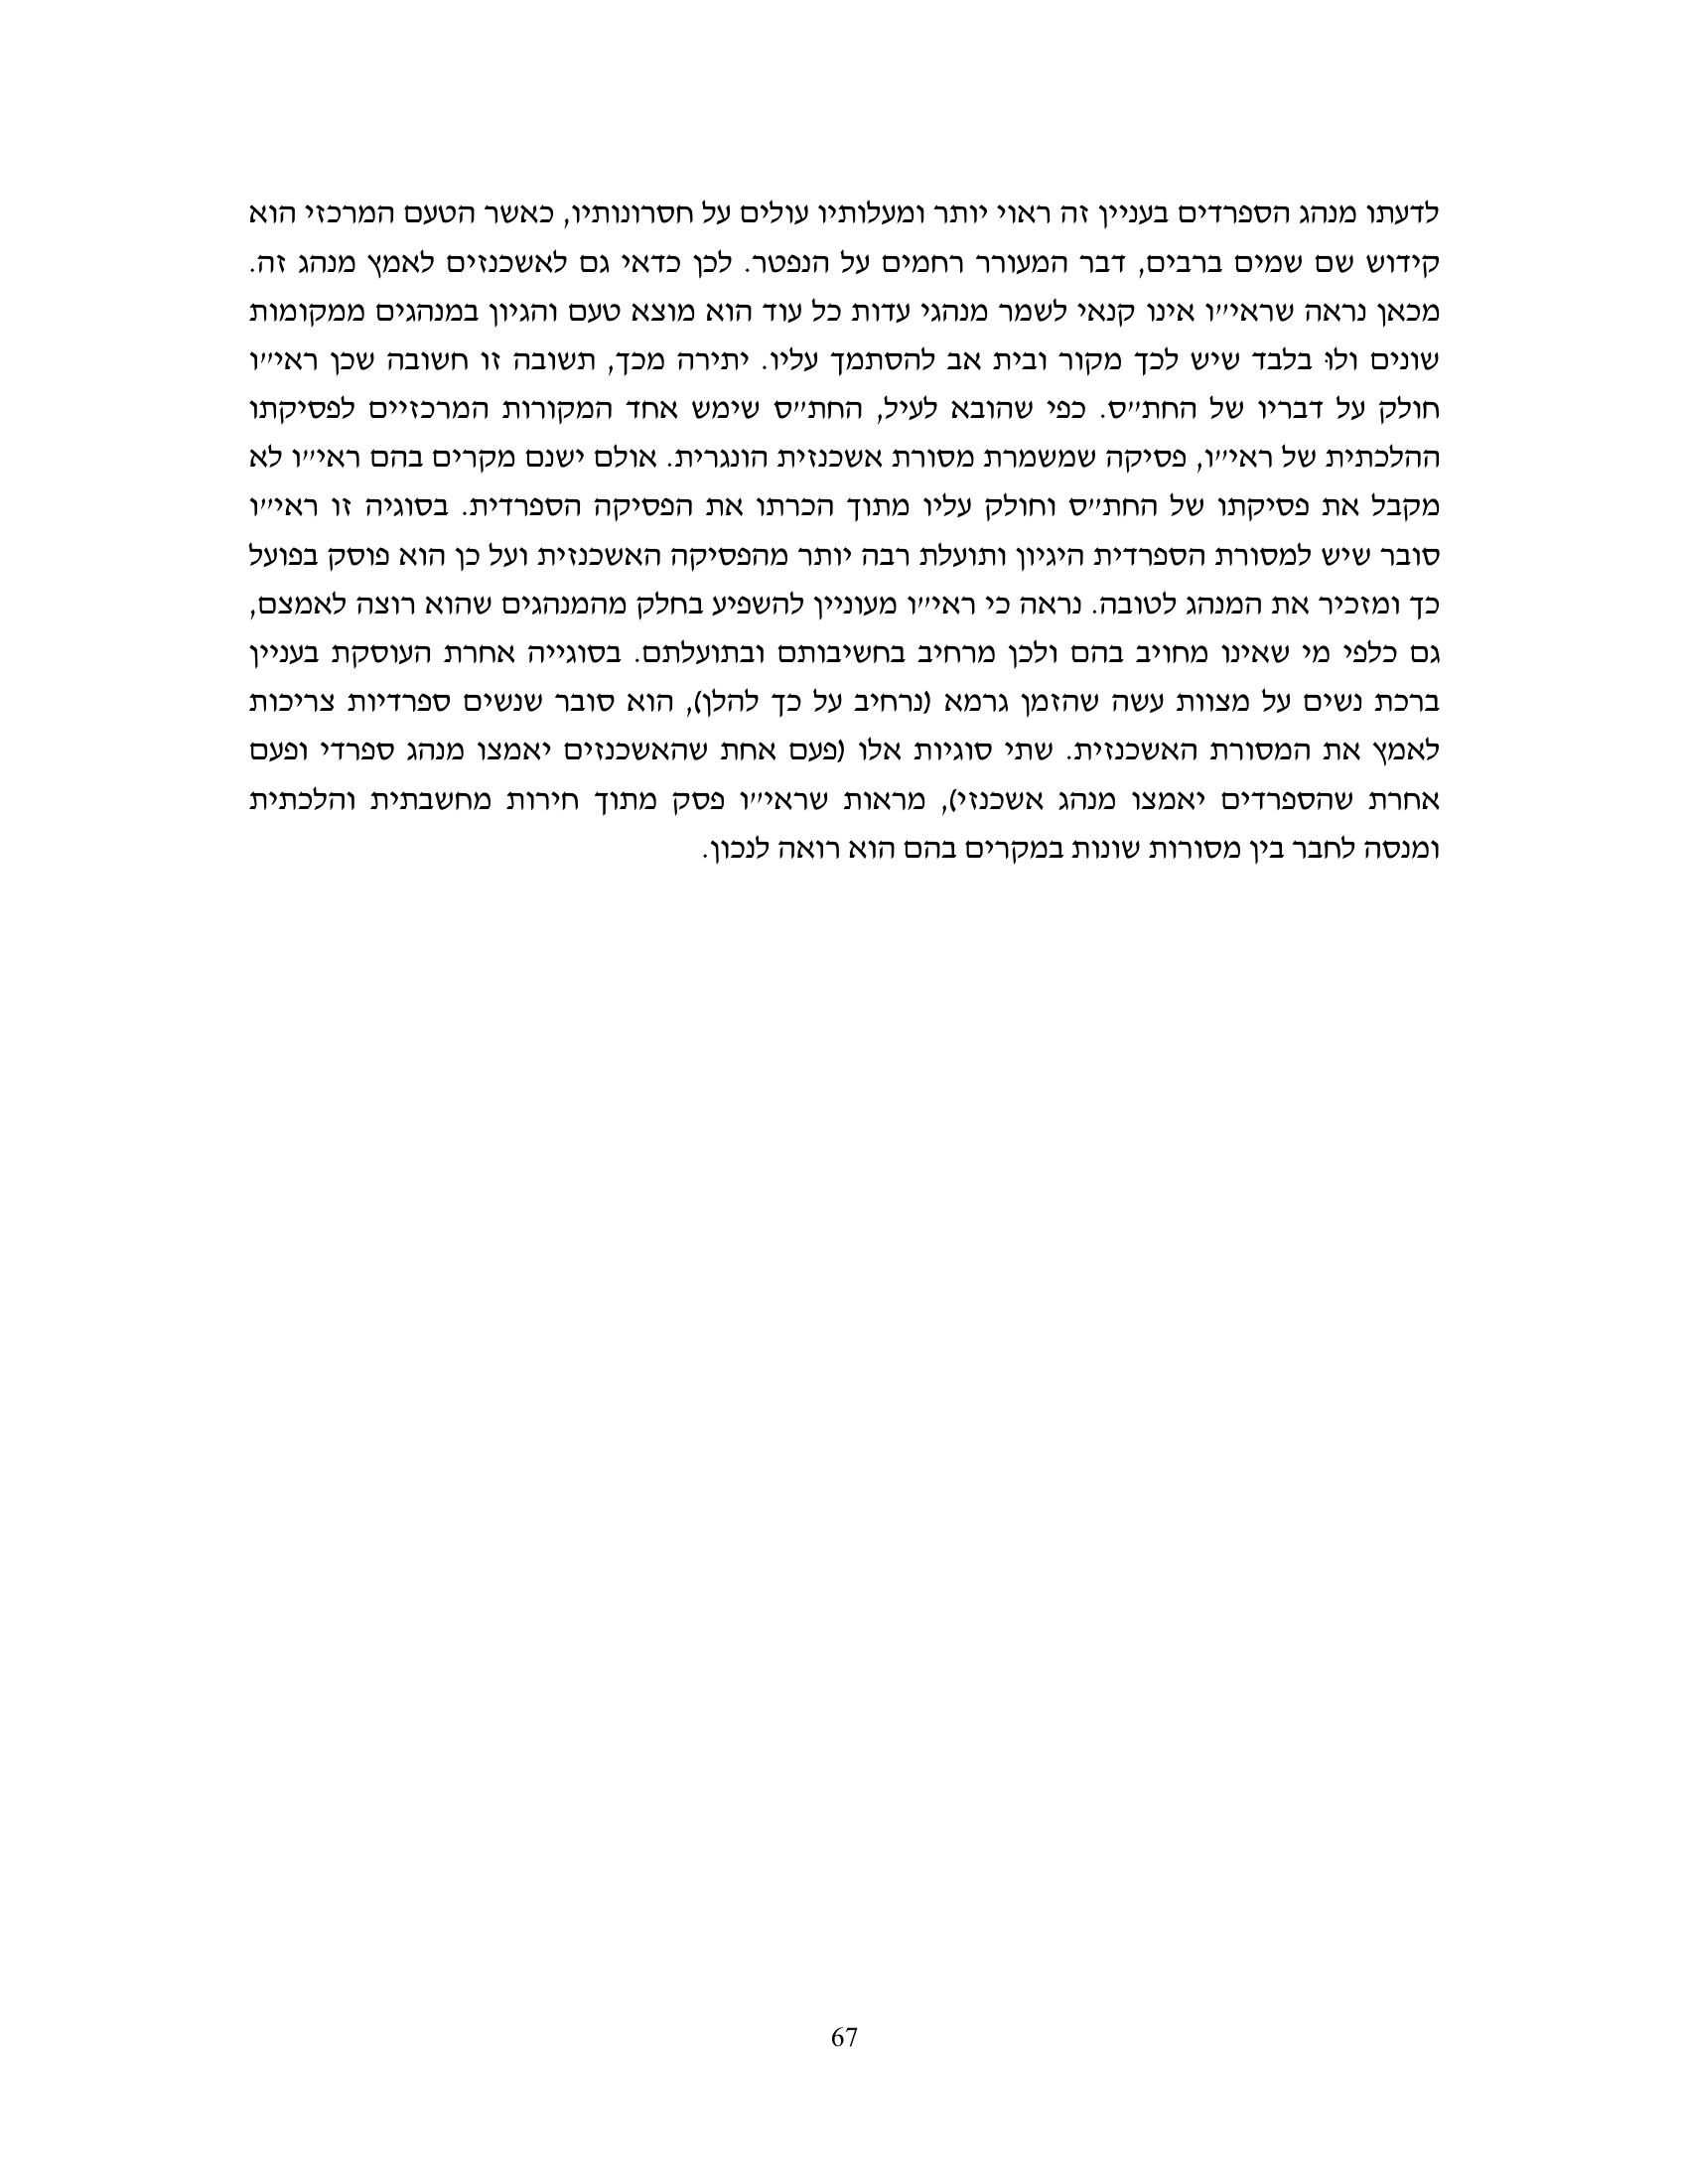 לדעתו מנהג הספרדים בעניין זה ראוי יותר ומעלותיו עולים על חסרונותיו, כאשר הטעם המרכזי הוא
קידוש שם שמים ברבים, דבר המעורר רחמים על הנפטר. לכן כדאי גם לאשכנזים לאמץ מנהג זה.
מכאן נראה שראי״ו אינו קנאי לשמר מנהגי עדות כל עוד הוא מוצא טעם והגיון במנהגים ממקומות
שונים ולוּ בלבד שיש לכך מקור ובית אב להסתמך עליו. יתירה מכך, תשובה זו חשובה שכן ראי״ו
חולק על דבריו של החת״ס. כפי שהובא לעיל, החת״ס שימש אחד המקורות המרכזיים לפסיקתו
ההלכתית של ראי״ו, פסיקה שמשמרת מסורת אשכנזית הונגרית. אולם ישנם מקרים בהם ראי״ו לא
מקבל את פסיקתו של החת״ס וחולק עליו מתוך הכרתו את הפסיקה הספרדית. בסוגיה זו ראי״ו
סובר שיש למסורת הספרדית היגיון ותועלת רבה יותר מהפסיקה האשכנזית ועל כן הוא פוסק בפועל
כך ומזכיר את המנהג לטובה. נראה כי ראי״ו מעוניין להשפיע בחלק מהמנהגים שהוא רוצה לאמצם,
גם כלפי מי שאינו מחויב בהם ולכן מרחיב בחשיבותם ובתועלתם. בסוגייה אחרת העוסקת בעניין
ברכת נשים על מצוות עשה שהזמן גרמא (נרחיב על כך להלן), הוא סובר שנשים ספרדיות צריכות
לאמץ את המסורת האשכנזית. שתי סוגיות אלו (פעם אחת שהאשכנזים יאמצו מנהג ספרדי ופעם
אחרת שהספרדים יאמצו מנהג אשכנזי), מראות שראי״ו פסק מתוך חירות מחשבתית והלכתית
ומנסה לחבר בין מסורות שונות במקרים בהם הוא רואה לנכון.
67